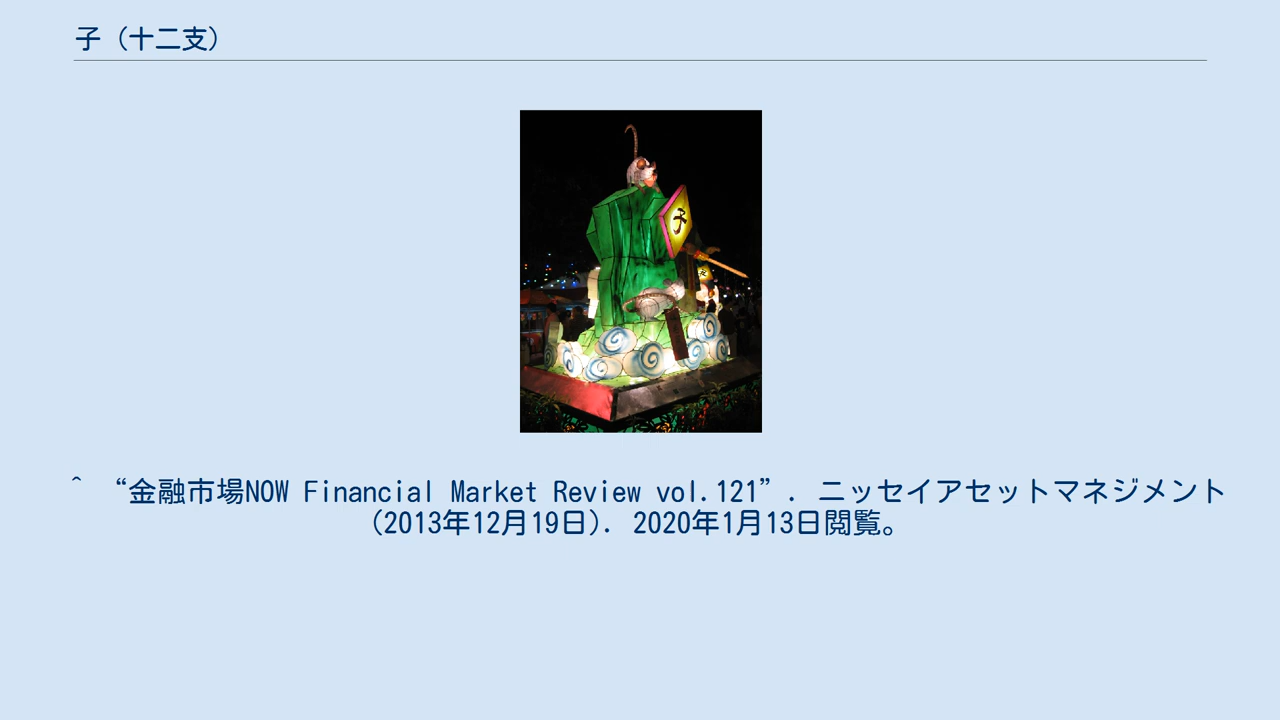 子（十二支）
子
^ “金融市場NOW Financial Market Review vol.121”. ニッセイアセットマネジメント
(2013年12月19日). 2020年1月13日閲覧。